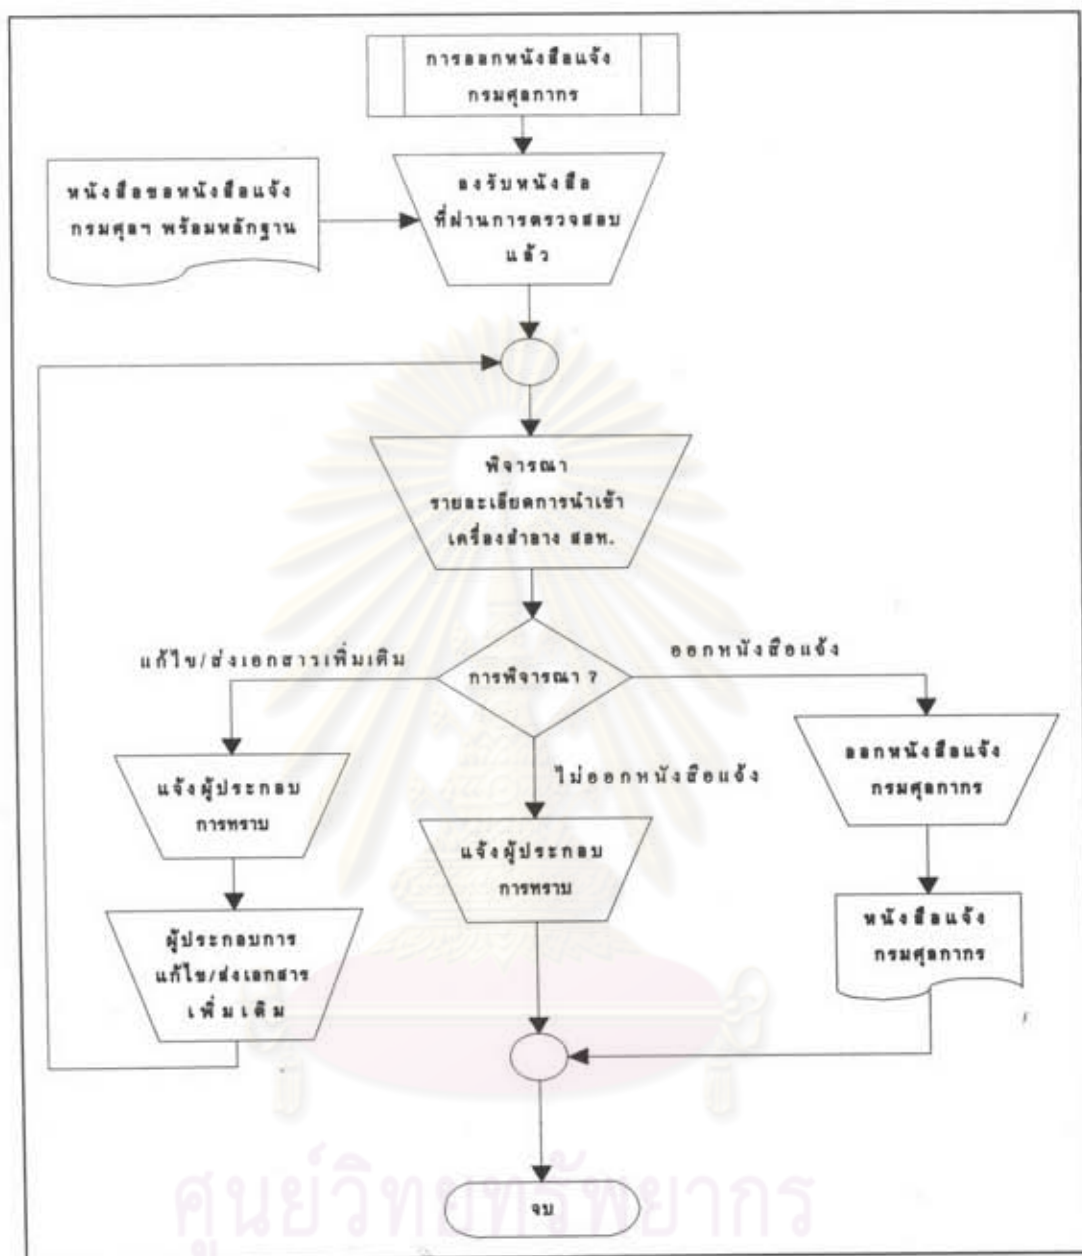 การออกหนังสือแจ้ง
กรมศุลกากร
หนังสือขอหนังสือแจ้ง
กรมศุลฯ พร้อมหลักฐาน
ลงรับหนังสือ
ที่ผ่านการตรวจสอบ
แล้ว
พิจารณา
รายละเอียดการนำเข้า
เครื่องสำอาง สอท.
การพิจารณา ?
แก้ไข/ส่งเอกสารเพิ่มเติม
ออกหนังสือแจ้ง
ไม่ออกหนังสือแจ้ง
แจ้งผู้ประกอบ
การทราบ
แจ้งผู้ประกอบ
การทราบ
ออกหนังสือแจ้ง
กรมศุลกากร
ผู้ประกอบการ
แก้ไข/ส่งเอกสาร
เพิ่มเติม
หนังสือแจ้ง
กรมศุลกากร
จบ
ศูนย์วิทยทรัพยากร